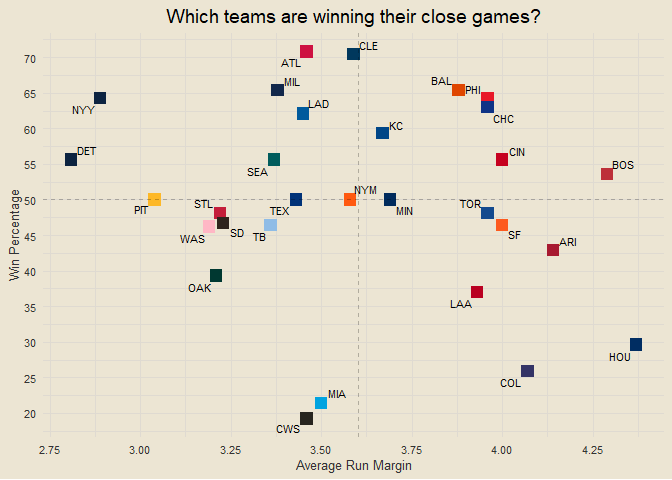 Which teams are winning their close games?
Win Percentage
70
65
60
55
50
45
40
35
30
25
20
CLE
ATL
MIL
BAL
PHI
NYY
LAD
CHC
KC
DET
CIN
SEA
BOS
NYM
PIT
STL
TEX
MIN
TOR
WAS
SD
TB
SF
ARI
OAK
LAA
HOU
COL
MIA
CWS
2.75
3.00
3.25
3.50
3.75
4.00
4.25
Average Run Margin